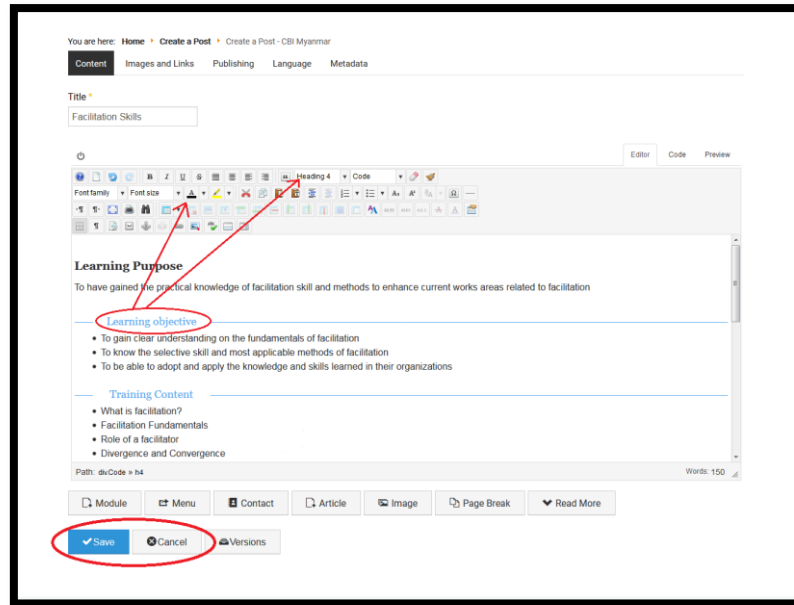 You are here: Home Create a Post Create a Post - CBI Myanmar
Content Images and Links Publishing Language Metadata
Title *
Facilitation Skills
Editor Code Preview
B I U S Heading 4 Code
Font family Font size A
Learning Purpose
To have gained the practical knowledge of facilitation skill and methods to enhance current works areas related to facilitation
Learning objective
• To gain clear understanding on the fundamentals of facilitation
• To know the selective skill and most applicable methods of facilitation
• To be able to adopt and apply the knowledge and skills learned in their organizations
Training Content
• What is facilitation?
• Facilitation Fundamentals
• Role of a facilitator
• Divergence and Convergence
Path: divCode » h4 Words: 150
Module Menu Contact Article Image Page Break Read More
Save Cancel Versions